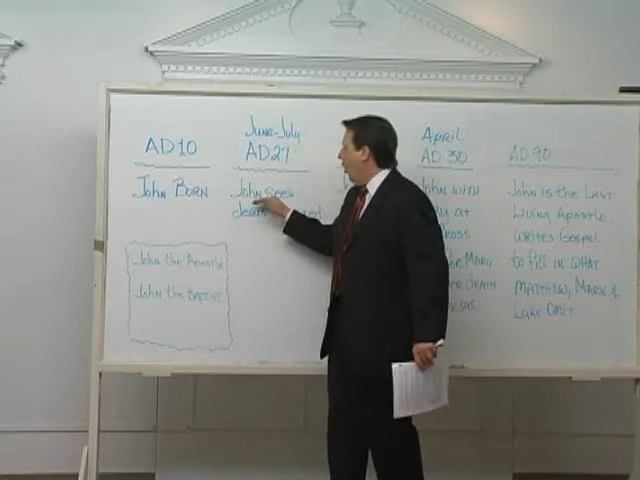 AD10
John Born
John the Apostle
John the Baptist
June-July
AD27
John sees
April
AD 30
John with
at
AD 90
John is the Last
Living Apostle
Writes Gospel
to fill in what
Matthew, Mark &
Luke Omit